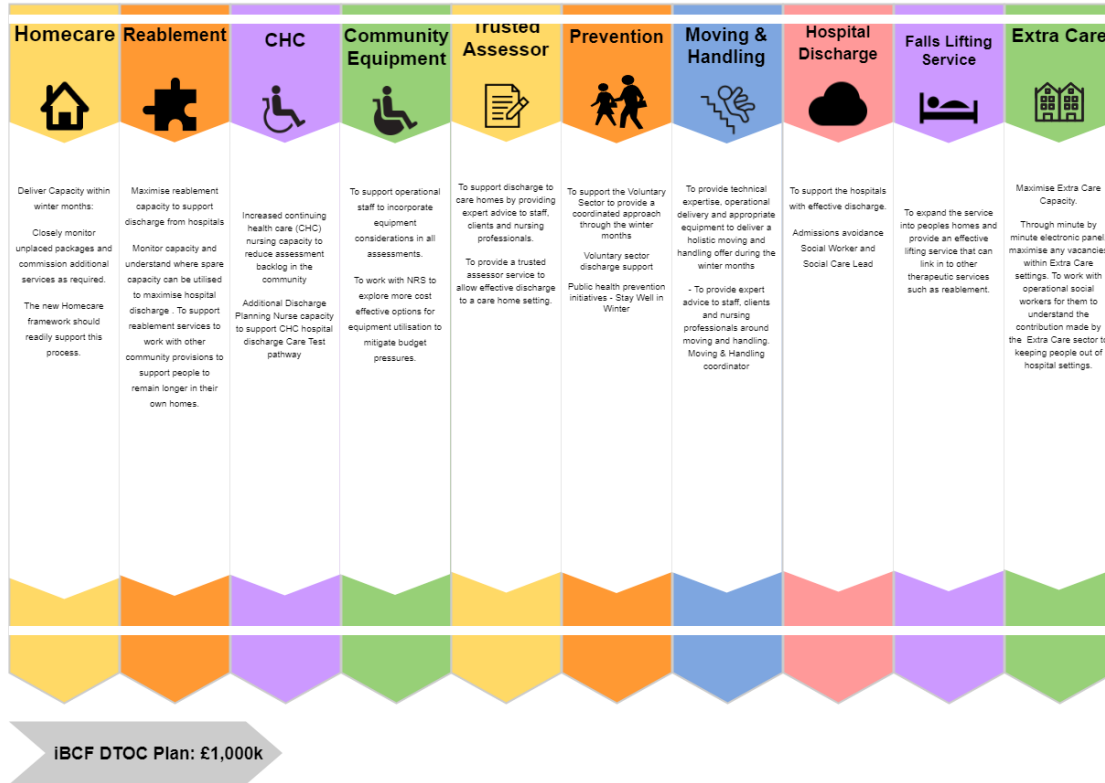 Homecare
Deliver Capacity within
winter months:
Closely monitor
unplaced packages and
commission additional
services as required.
The new Homecare
framework should
readily support this
process.
Reablement
Maximise reablement
capacity to support
discharge from hospitals
Monitor capacity and
understand where spare
capacity can be utilised
to maximise hospital
discharge . To support
reablement services to
work with other
community provisions to
support people to
remain longer in their
own homes.
CHC
Increased continuing
health care (CHC)
nursing capacity to
reduce assessment
backlog in the
community
Additional Discharge
Planning Nurse capacity
to support CHC hospital
discharge Care Test
pathway
Community
Equipment
To support operational
staff to incorporate
equipment
considerations in all
assessments.
To work with NRS to
explore more cost
effective options for
equipment utilisation to
mitigate budget
pressures.
Trusted
Assessor
To support discharge to
care homes by providing
expert advice to staff,
clients and nursing
professionals.
To provide a trusted
assessor service to
allow effective discharge
to a care home setting.
Prevention
To support the Voluntary
Sector to provide a
coordinated approach
through the winter
months
Voluntary sector
discharge support
Public health prevention
initiatives - Stay Well in
Winter
Moving &
Handling
To provide technical
expertise, operational
delivery and appropriate
equipment to deliver a
holistic moving and
handling offer during the
winter months
- To provide expert
advice to staff, clients
and nursing
professionals around
moving and handling.
Moving & Handling
coordinator
Hospital
Discharge
To support the hospitals
with effective discharge.
Admissions avoidance
Social Worker and
Social Care Lead
Falls Lifting
Service
To expand the service
into peoples homes and
provide an effective
lifting service that can
link in to other
therapeutic services
such as reablement.
Extra Care
Maximise Extra Care
Capacity.
Through minute by
minute electronic panel
maximise any vacancies
within Extra Care
settings. To work with
operational social
workers for them to
understand the
contribution made by
the Extra Care sector to
keeping people out of
hospital settings.
iBCF DTOC Plan: £1,000k